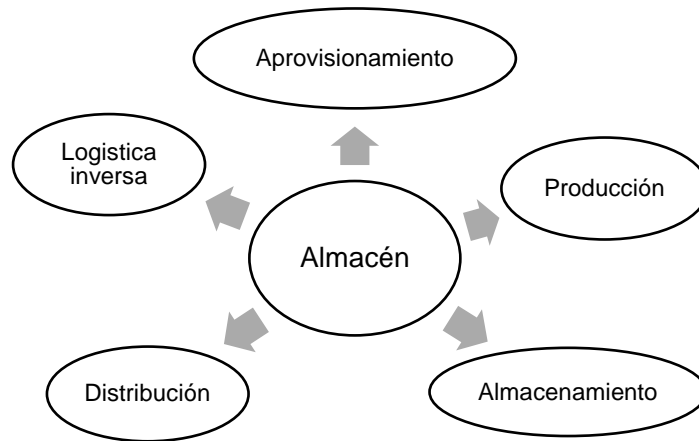 Aprovisionamiento
Logistica
inversa
Producción
Almacén
Distribución
Almacenamiento